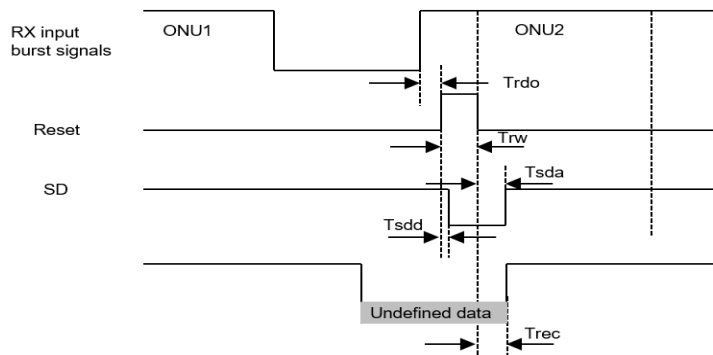 RX input
burst signals
ONU1
ONU2
Trdo
Reset
Trw
SD
Tsda
Tsdd
Undefined data
Trec